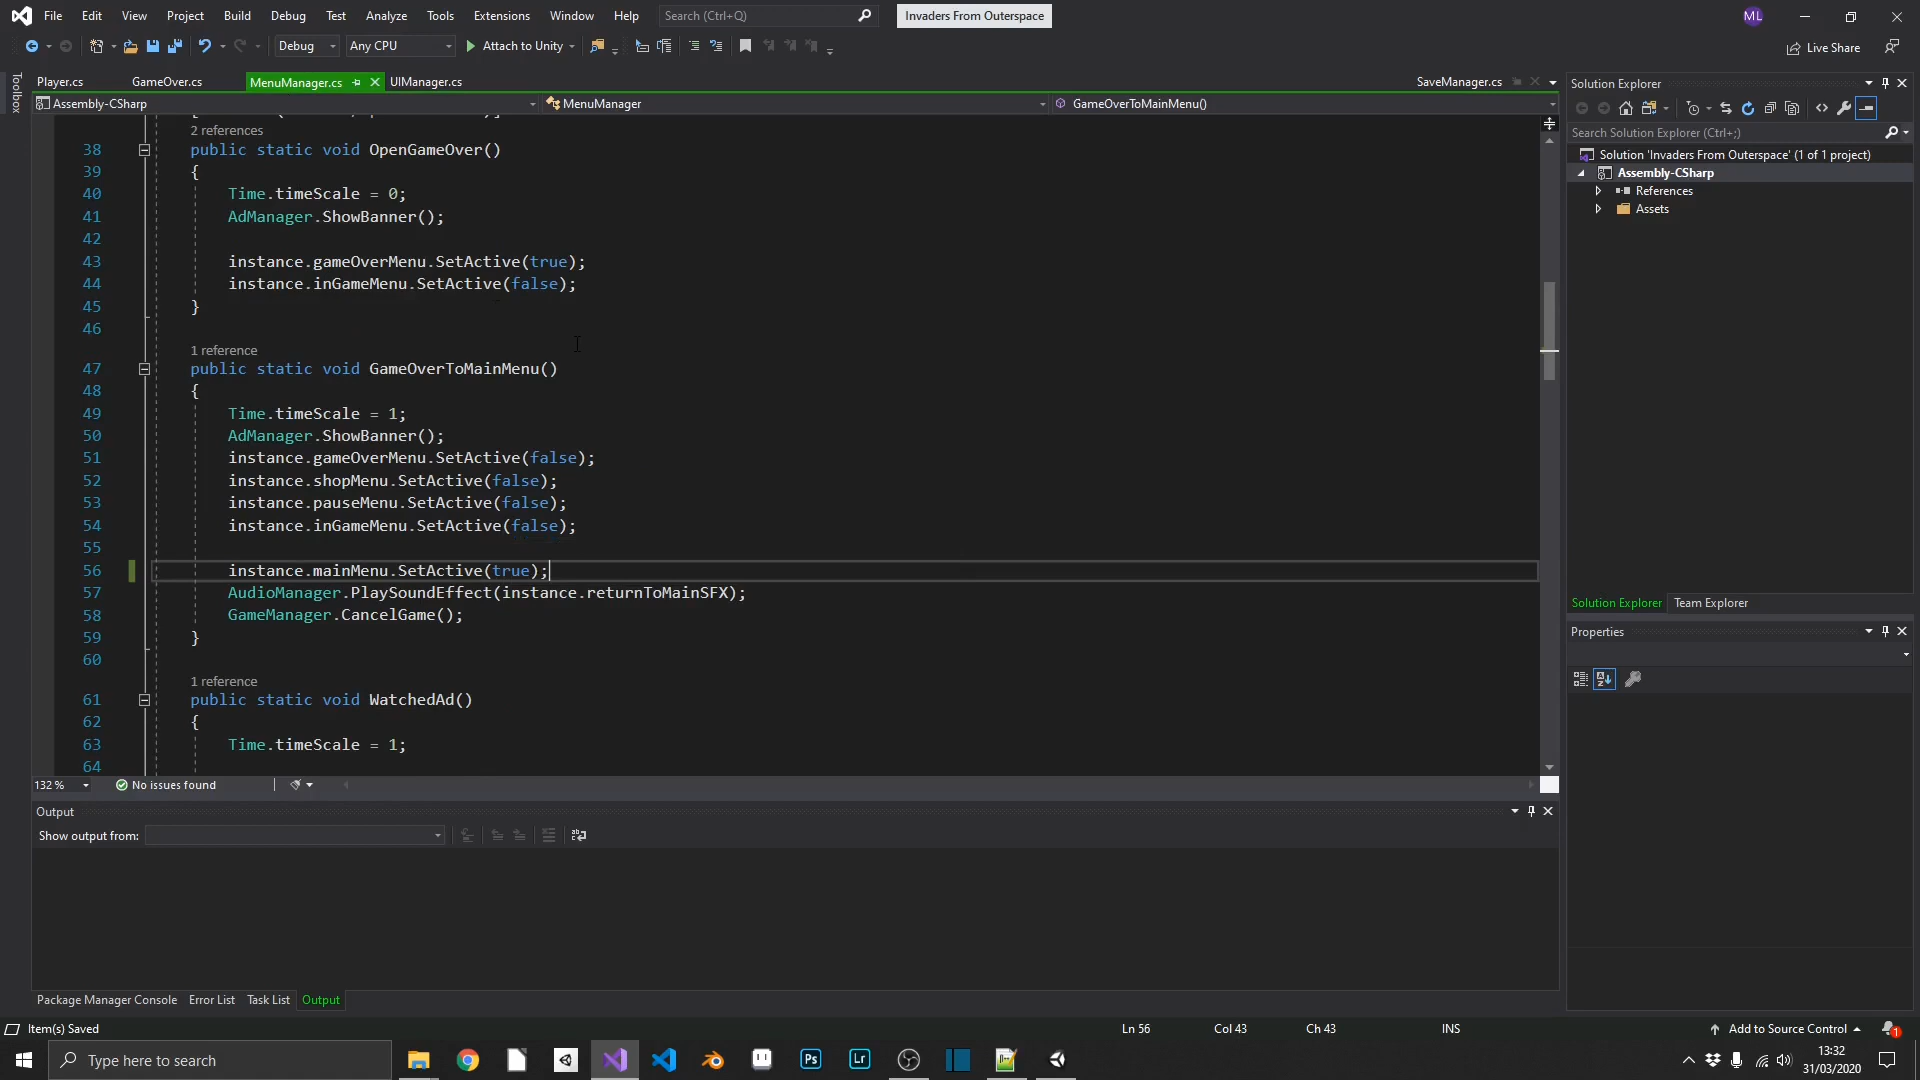 File Edit View Project Build Debug Test Analyze Tools Extensions Window Help Search (Ctrl+Q) Invaders From Outerspace ML
Debug Any CPU Attach to Unity Live Share
Toolbox
Player.cs GameOver.cs MenuManager.cs UIManager.cs SaveManager.cs
Assembly-CSharp MenuManager GameOverToMainMenu()
2 references
38 public static void OpenGameOver()
39 {
40 Time.timeScale = 0;
41 AdManager.ShowBanner();
42
43 instance.gameOverMenu.SetActive(true);
44 instance.inGameMenu.SetActive(false);
45 }
46
1 reference
47 public static void GameOverToMainMenu()
48 {
49 Time.timeScale = 1;
50 AdManager.ShowBanner();
51 instance.gameOverMenu.SetActive(false);
52 instance.shopMenu.SetActive(false);
53 instance.pauseMenu.SetActive(false);
54 instance.inGameMenu.SetActive(false);
55
56 instance.mainMenu.SetActive(true);
57 AudioManager.PlaySoundEffect(instance.returnToMainSFX);
58 GameManager.CancelGame();
59 }
60
1 reference
61 public static void WatchedAd()
62 {
63 Time.timeScale = 1;
64
132 % No issues found
Output
Show output from:
Package Manager Console Error List Task List Output
Solution Explorer
Search Solution Explorer (Ctrl+;)
Solution 'Invaders From Outerspace' (1 of 1 project)
Assembly-CSharp
References
Assets
Solution Explorer Team Explorer
Properties
Item(s) Saved Ln 56 Col 43 Ch 43 INS Add to Source Control 1
Type here to search Ps Lr 13:32
31/03/2020